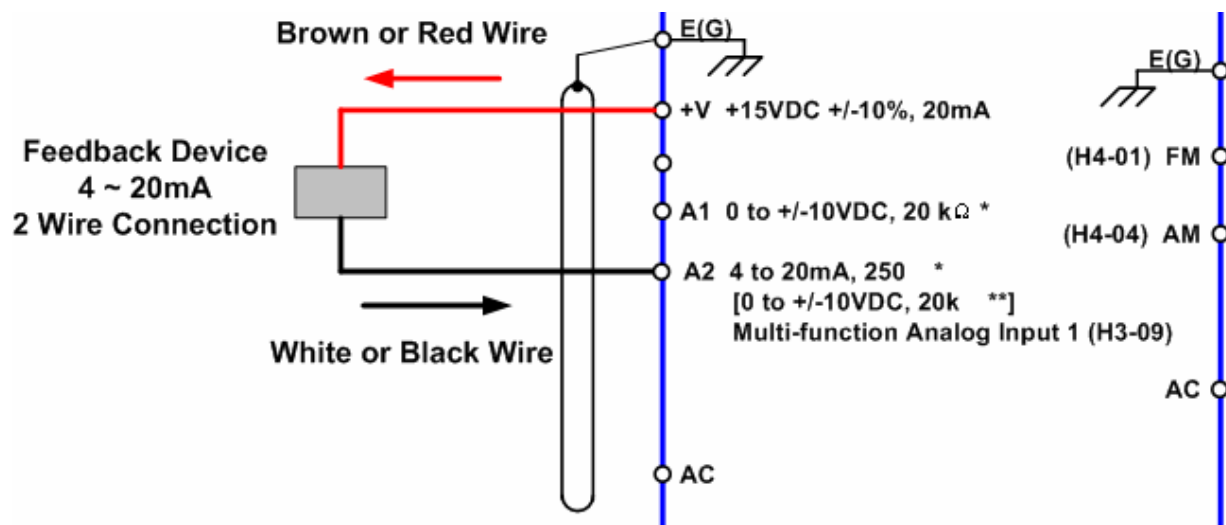 Brown or Red Wire
E(G)
E(G)
+V +15VDC +/-10%, 20mA
Feedback Device
4 ~ 20mA
2 Wire Connection
(H4-01) FM
A1 0 to +/-10VDC, 20 kΩ *
(H4-04) AM
A2 4 to 20mA, 250 *
[0 to +/-10VDC, 20k **]
Multi-function Analog Input 1 (H3-09)
White or Black Wire
AC
AC